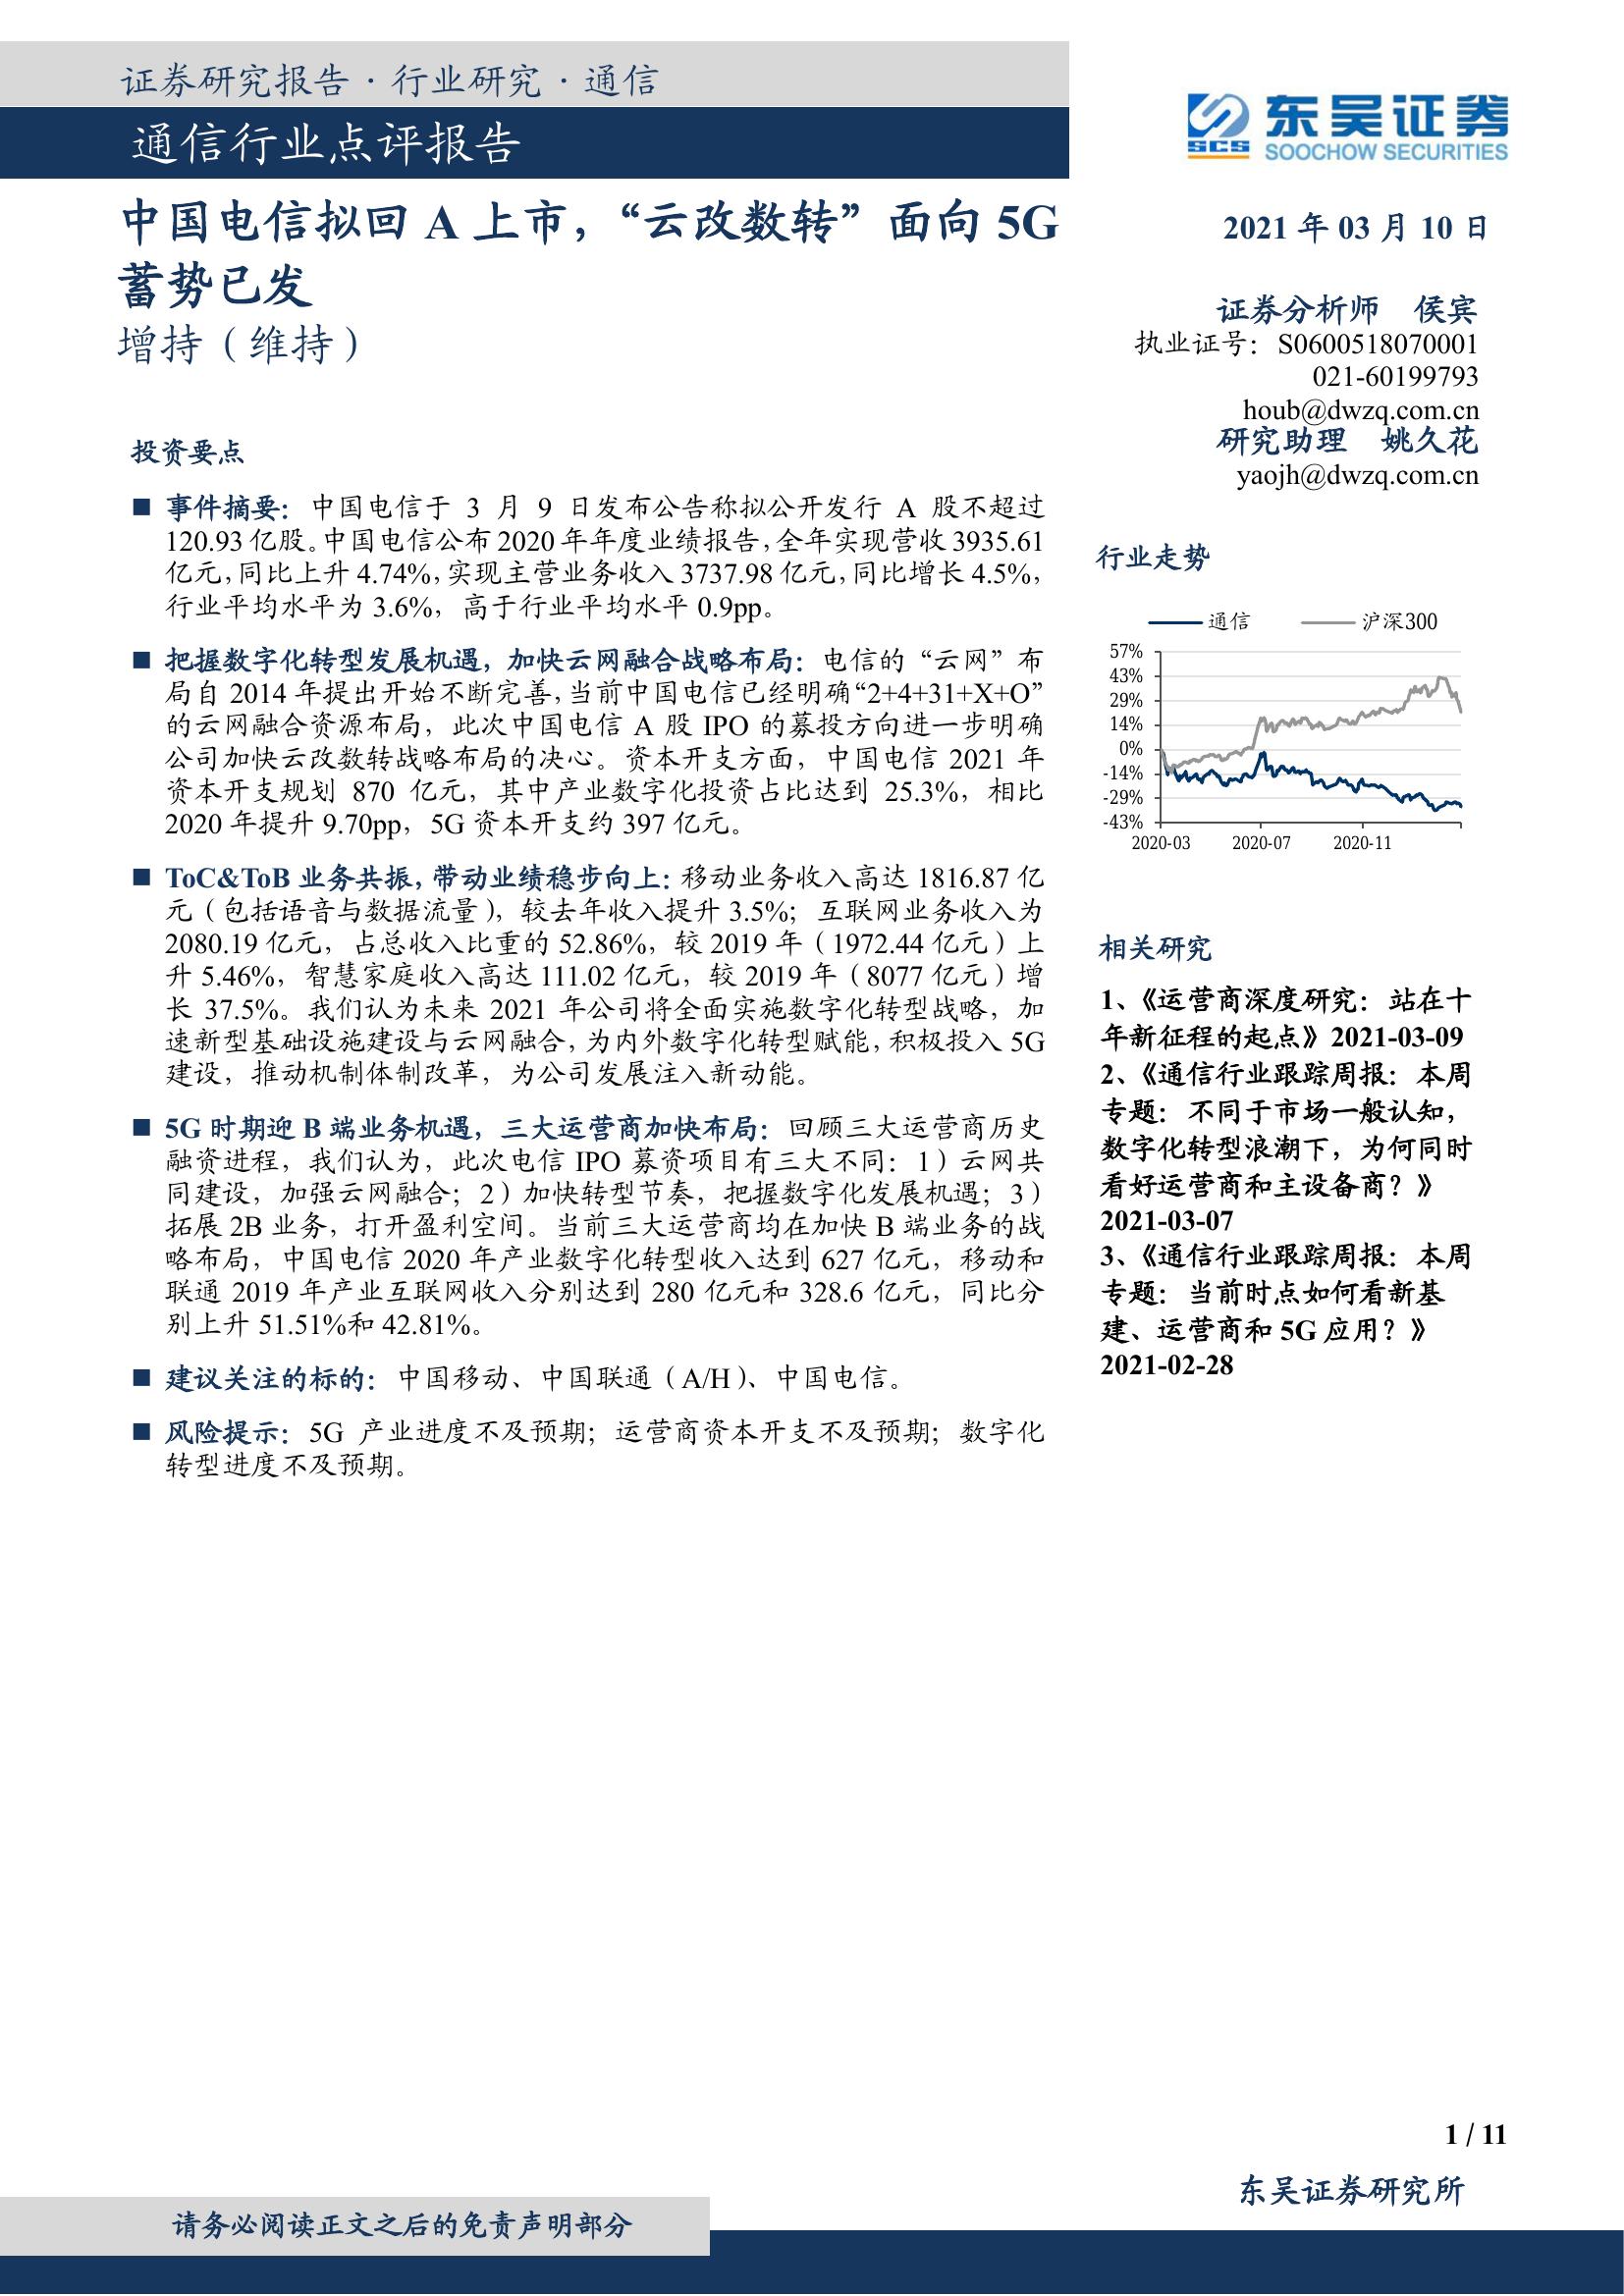 证券研究报告·行业研究·通信
通信行业点评报告
东吴证券
SCS
SOOCHOW SECURITIES
中国电信拟回 A 上市，“云改数转”面向 5G
蓄势已发
增持（维持）
2021 年 03 月 10 日
证券分析师 侯宾
执业证号：S0600518070001
021-60199793
houb@dwzq.com.cn
研究助理 姚久花
yaojh@dwzq.com.cn
投资要点
■ 事件摘要：中国电信于 3 月 9 日发布公告称拟公开发行 A 股不超过
120.93 亿股。中国电信公布 2020 年年度业绩报告，全年实现营收 3935.61
亿元，同比上升 4.74%，实现主营业务收入 3737.98 亿元，同比增长 4.5%，
行业平均水平为 3.6%，高于行业平均水平 0.9pp。
■ 把握数字化转型发展机遇，加快云网融合战略布局：电信的“云网”布
局自 2014 年提出开始不断完善，当前中国电信已经明确“2+4+31+X+O”
的云网融合资源布局，此次中国电信 A 股 IPO 的募投方向进一步明确
公司加快云改数转战略布局的决心。资本开支方面，中国电信 2021 年
资本开支规划 870 亿元，其中产业数字化投资占比达到 25.3%，相比
2020 年提升 9.70pp，5G 资本开支约 397 亿元。
■ ToC&ToB 业务共振，带动业绩稳步向上：移动业务收入高达 1816.87 亿
元（包括语音与数据流量），较去年收入提升 3.5%；互联网业务收入为
2080.19 亿元，占总收入比重的 52.86%，较 2019 年（1972.44 亿元）上
升 5.46%，智慧家庭收入高达 111.02 亿元，较 2019 年（8077 亿元）增
长 37.5%。我们认为未来 2021 年公司将全面实施数字化转型战略，加
速新型基础设施建设与云网融合，为内外数字化转型赋能，积极投入 5G
建设，推动机制体制改革，为公司发展注入新动能。
■ 5G 时期迎 B 端业务机遇，三大运营商加快布局：回顾三大运营商历史
融资进程，我们认为，此次电信 IPO 募资项目有三大不同：1）云网共
同建设，加强云网融合；2）加快转型节奏，把握数字化发展机遇；3）
拓展 2B 业务，打开盈利空间。当前三大运营商均在加快 B 端业务的战
略布局，中国电信 2020 年产业数字化转型收入达到 627 亿元，移动和
联通 2019 年产业互联网收入分别达到 280 亿元和 328.6 亿元，同比分
别上升 51.51%和 42.81%。
■ 建议关注的标的：中国移动、中国联通（A/H）、中国电信。
■ 风险提示：5G 产业进度不及预期；运营商资本开支不及预期；数字化
转型进度不及预期。
行业走势
通信 沪深300
57%
43%
29%
14%
0%
-14%
-29%
-43%
2020-03 2020-07 2020-11
相关研究
1、《运营商深度研究：站在十
年新征程的起点》2021-03-09
2、《通信行业跟踪周报：本周
专题：不同于市场一般认知，
数字化转型浪潮下，为何同时
看好运营商和主设备商？》
2021-03-07
3、《通信行业跟踪周报：本周
专题：当前时点如何看新基
建、运营商和 5G 应用？》
2021-02-28
1 / 11
东吴证券研究所
请务必阅读正文之后的免责声明部分